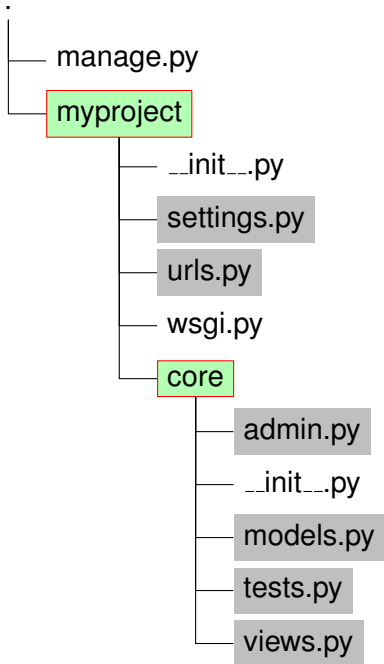 .
manage.py
myproject
__init__.py
settings.py
urls.py
wsgi.py
core
admin.py
__init__.py
models.py
tests.py
views.py